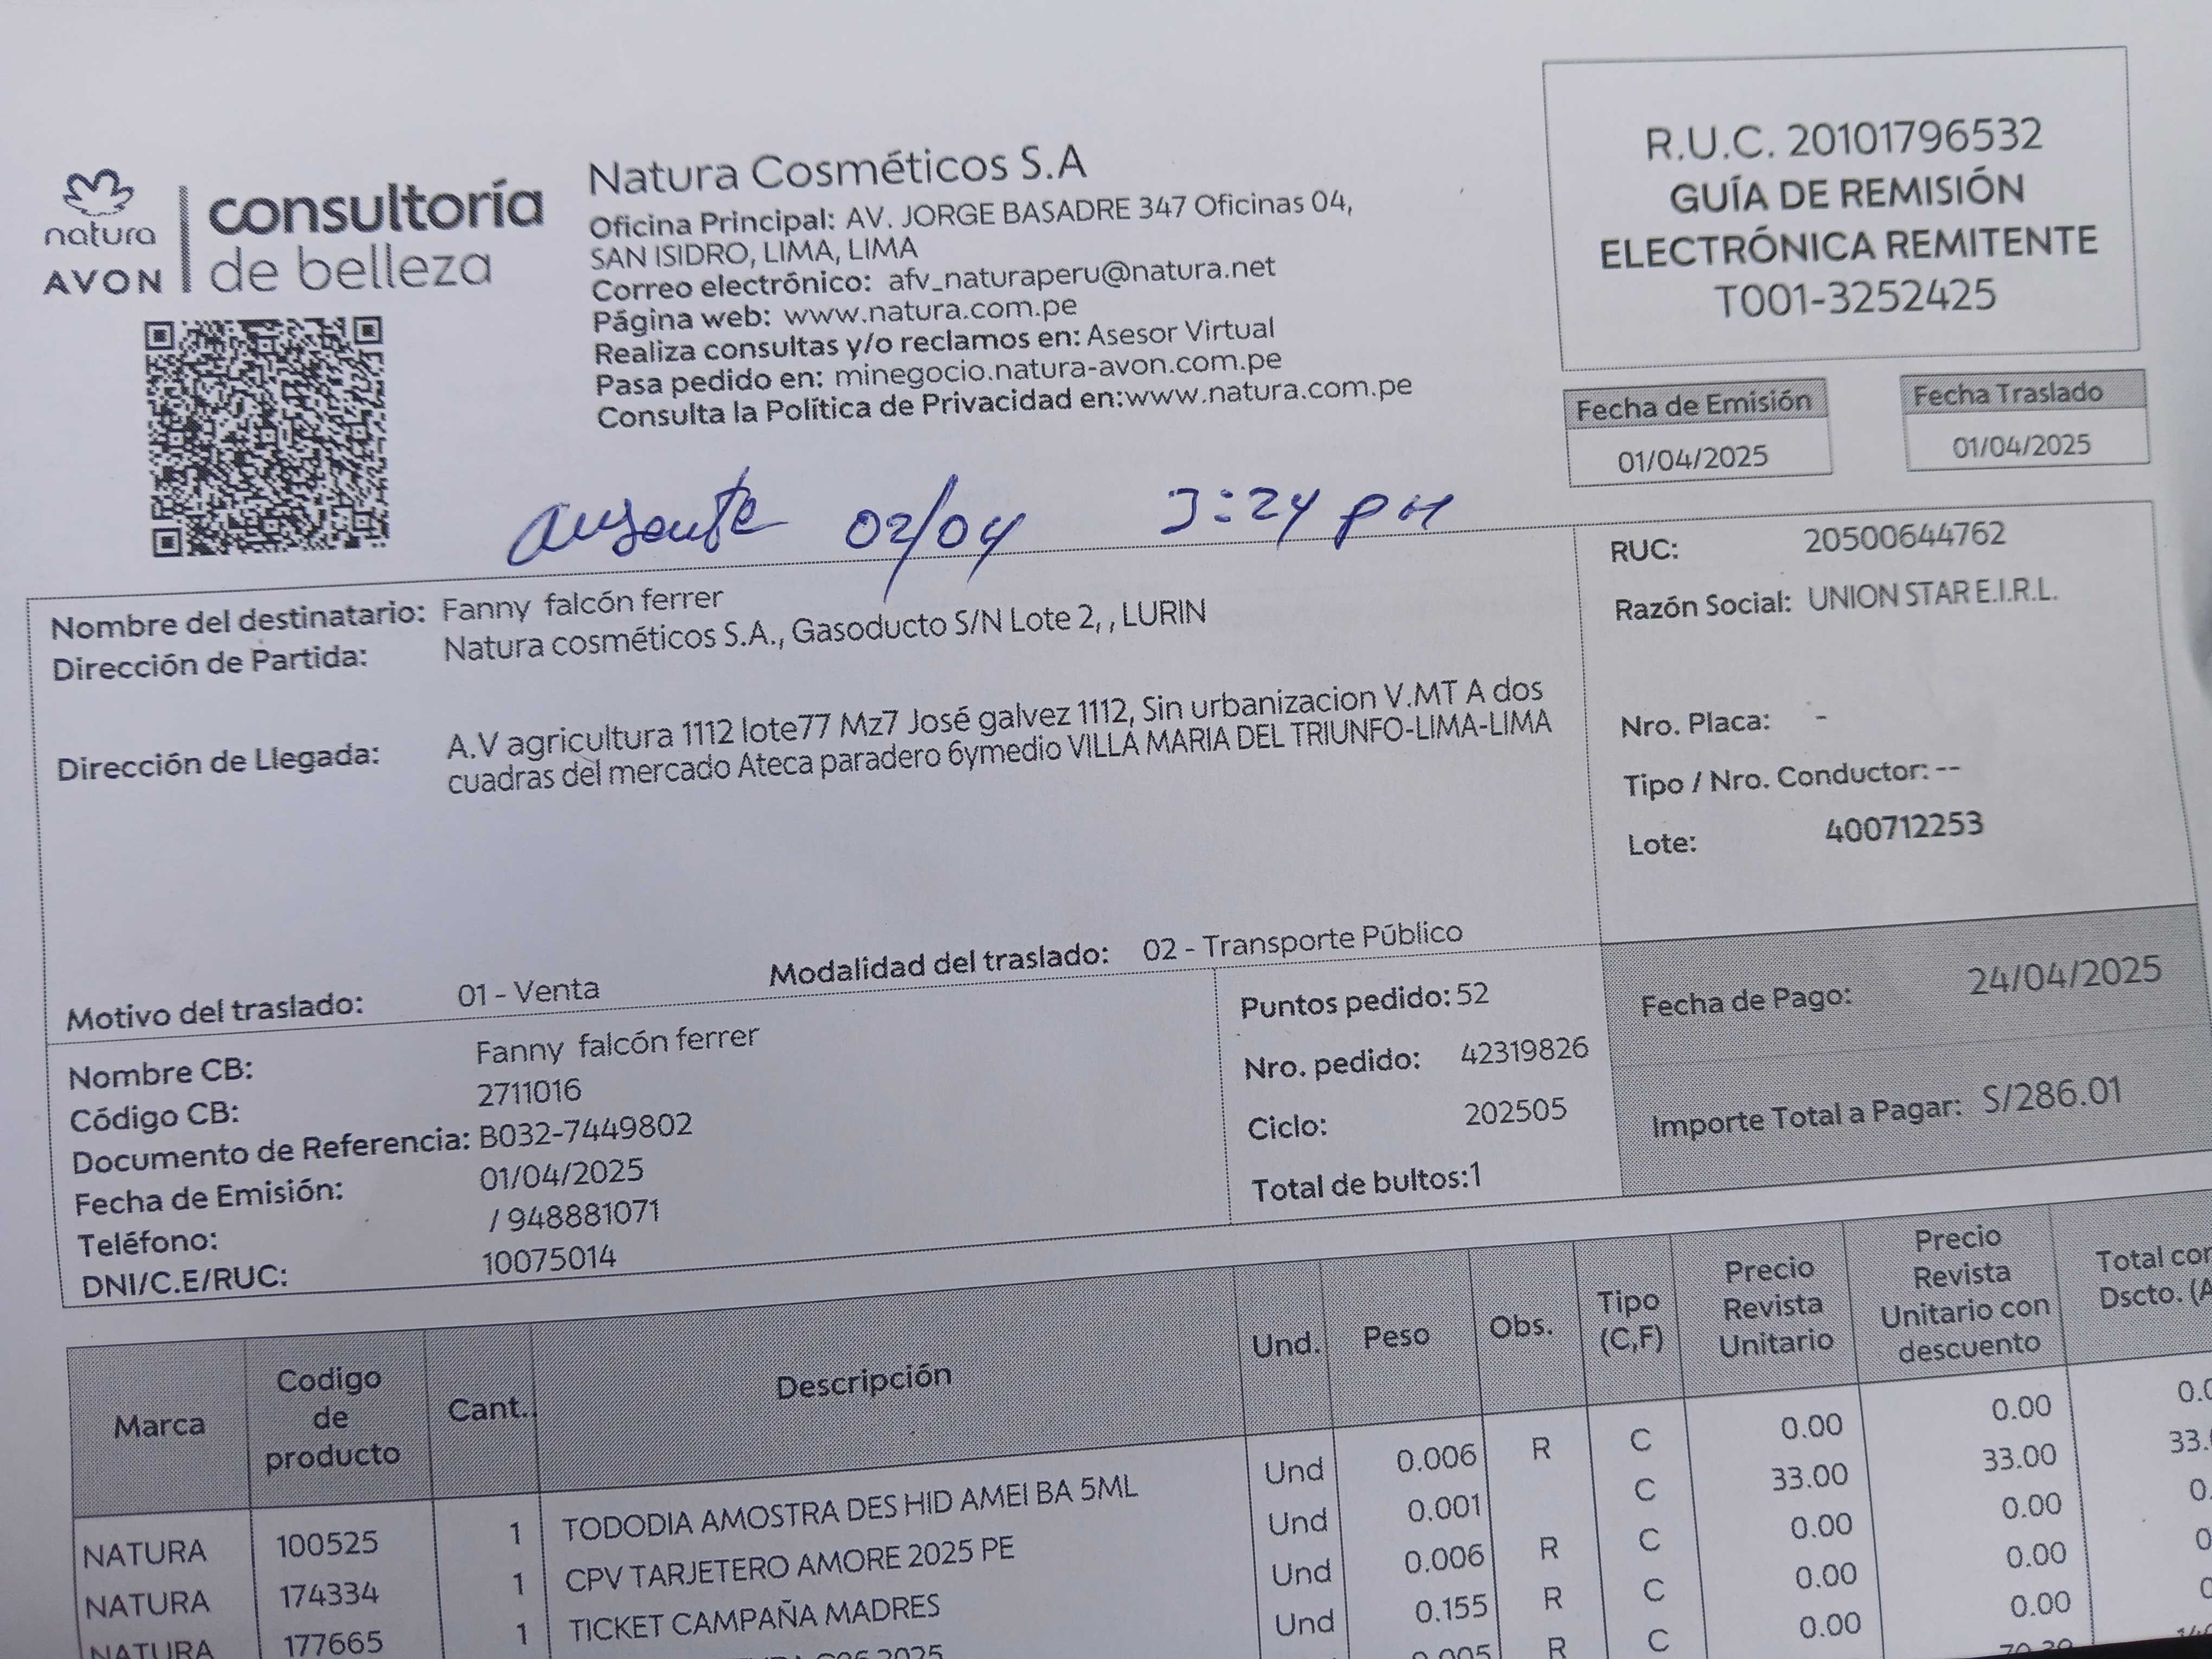 natura
AVON
consultoría
de belleza
Natura Cosméticos S.A
Oficina Principal: AV. JORGE BASADRE 347 Oficinas 04,
SAN ISIDRO, LIMA, LIMA
Correo electrónico: afv_naturaperu@natura.net
Página web: www.natura.com.pe
Realiza consultas y/o reclamos en: Asesor Virtual
Pasa pedido en: minegocio.natura-avon.com.pe
Consulta la Política de Privacidad en:www.natura.com.pe
R.U.C. 20101796532
GUÍA DE REMISIÓN
ELECTRÓNICA REMITENTE
T001-3252425
Fecha de Emisión
01/04/2025
Fecha Traslado
01/04/2025
ausente 02/04 3:24 PM
Nombre del destinatario: Fanny falcón ferrer
Dirección de Partida: Natura cosméticos S.A., Gasoducto S/N Lote 2, , LURIN
Dirección de Llegada: A.V agricultura 1112 lote77 Mz7 José galvez 1112, Sin urbanizacion V.MT A dos
cuadras del mercado Ateca paradero 6ymedio VILLA MARIA DEL TRIUNFO-LIMA-LIMA
Motivo del traslado: 01 - Venta Modalidad del traslado: 02 - Transporte Público
RUC: 20500644762
Razón Social: UNION STAR E.I.R.L.
Nro. Placa: -
Tipo / Nro. Conductor: --
Lote: 400712253
Nombre CB: Fanny falcón ferrer
Código CB: 2711016
Documento de Referencia: B032-7449802
Fecha de Emisión: 01/04/2025
Teléfono: / 948881071
DNI/C.E/RUC: 10075014
Puntos pedido: 52
Nro. pedido: 42319826
Ciclo: 202505
Total de bultos:1
Fecha de Pago: 24/04/2025
Importe Total a Pagar: S/286.01
Marca Codigo de producto Cant.. Descripción Und. Peso Obs. Tipo (C,F) Precio Revista Unitario Precio Revista Unitario con descuento Total Dscto.
NATURA 100525 1 TODODIA AMOSTRA DES HID AMEI BA 5ML Und 0.006 R C 0.00 0.00
NATURA 174334 1 CPV TARJETERO AMORE 2025 PE Und 0.001 C 33.00 33.00 33.
NATURA 177665 1 TICKET CAMPAÑA MADRES Und 0.006 R C 0.00 0.00
Und 0.155 R C 0.00 0.00
2025 0.005 R C 0.00 0.00